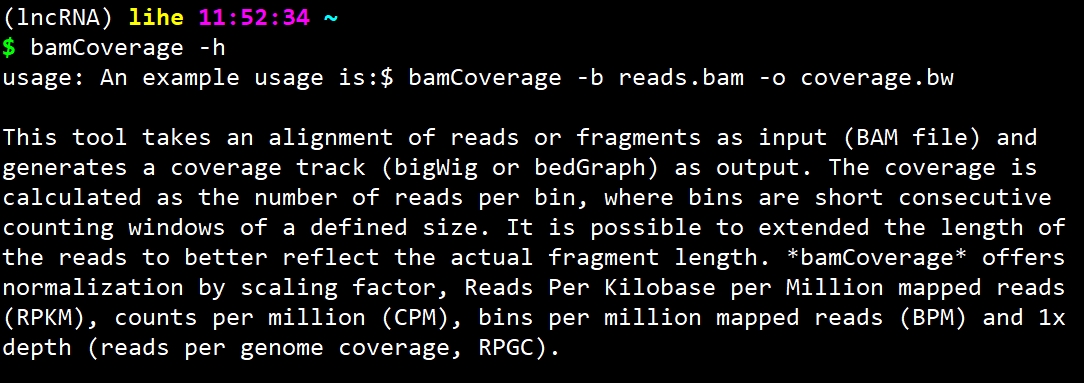 (lncRNA) lihe 11:52:34 ~
$ bamCoverage -h
usage: An example usage is:$ bamCoverage -b reads.bam -o coverage.bw
This tool takes an alignment of reads or fragments as input (BAM file) and
generates a coverage track (bigWig or bedGraph) as output. The coverage is
calculated as the number of reads per bin, where bins are short consecutive
counting windows of a defined size. It is possible to extended the length of
the reads to better reflect the actual fragment length. *bamCoverage* offers
normalization by scaling factor, Reads Per Kilobase per Million mapped reads
(RPKM), counts per million (CPM), bins per million mapped reads (BPM) and 1x
depth (reads per genome coverage, RPGC).